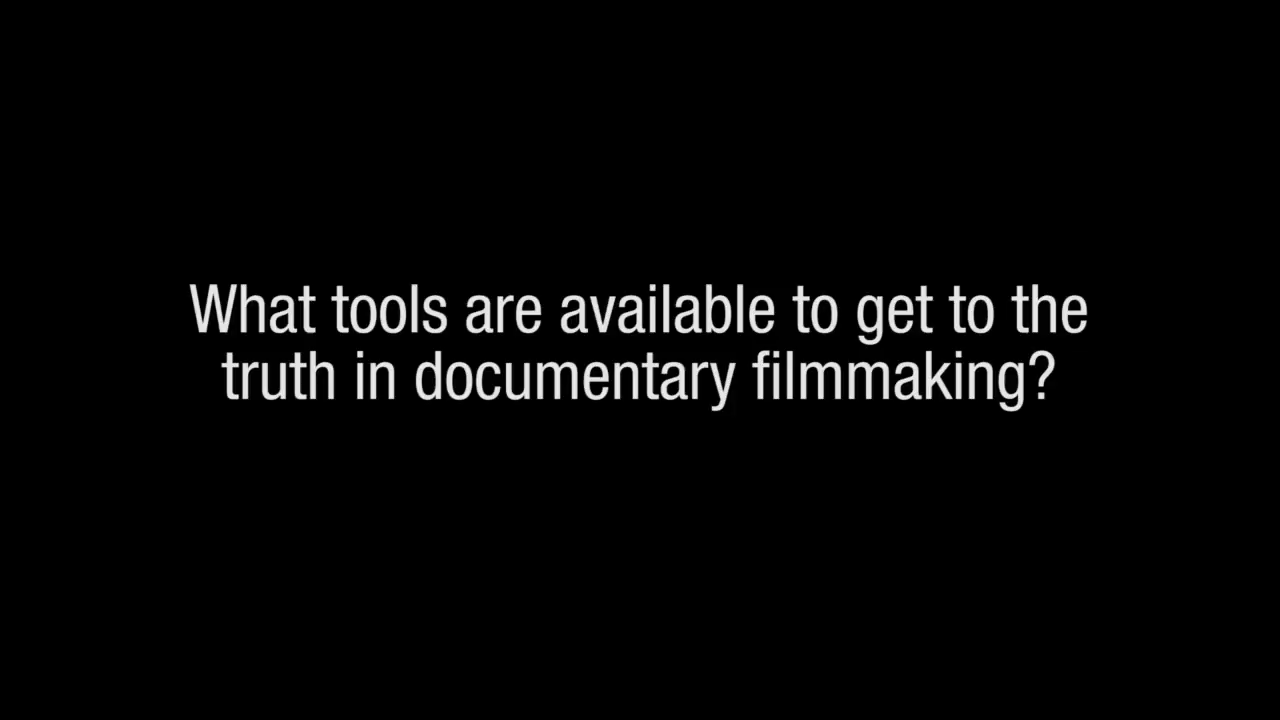 What tools are available to get to the
truth in documentary filmmaking?